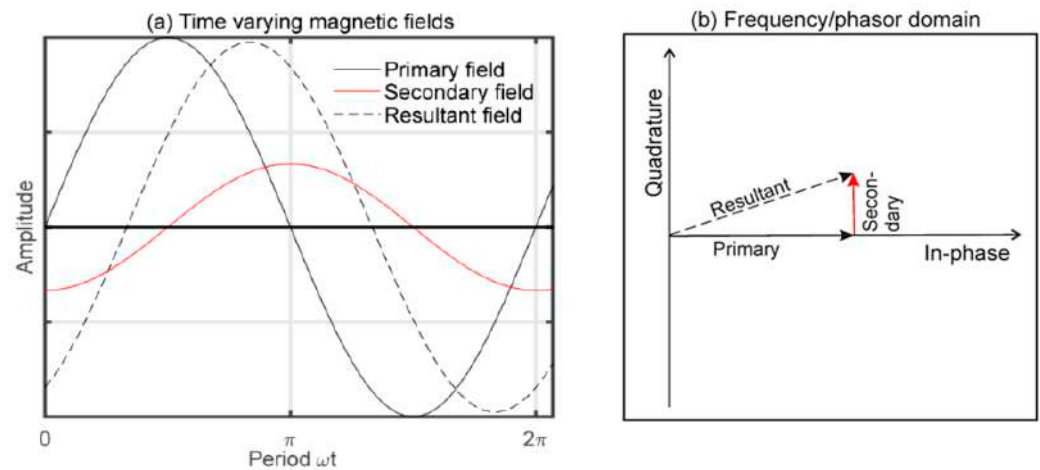 (a) Time varying magnetic fields
Primary field
Secondary field
Resultant field
Amplitude
0
π
2π
Period ωt
(b) Frequency/phasor domain
Quadrature
Resultant
Primary
Secon-
dary
In-phase